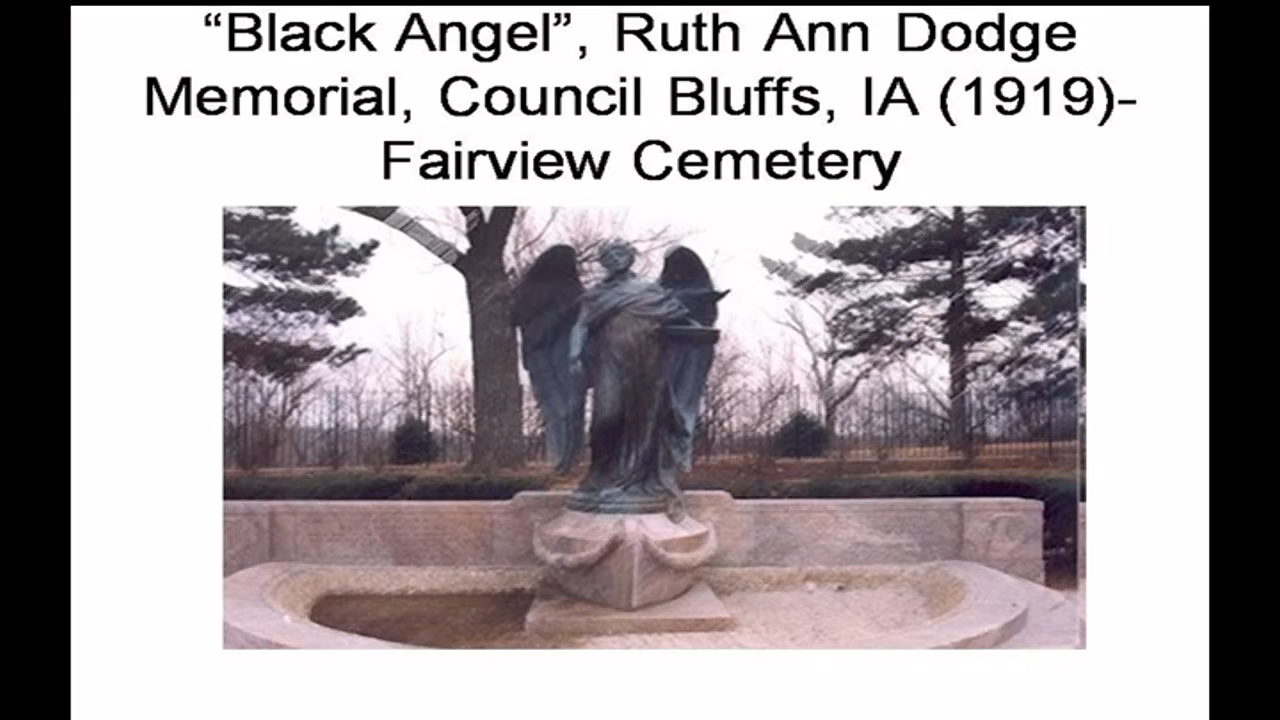 “Black Angel”, Ruth Ann Dodge
Memorial, Council Bluffs, IA (1919)-
Fairview Cemetery